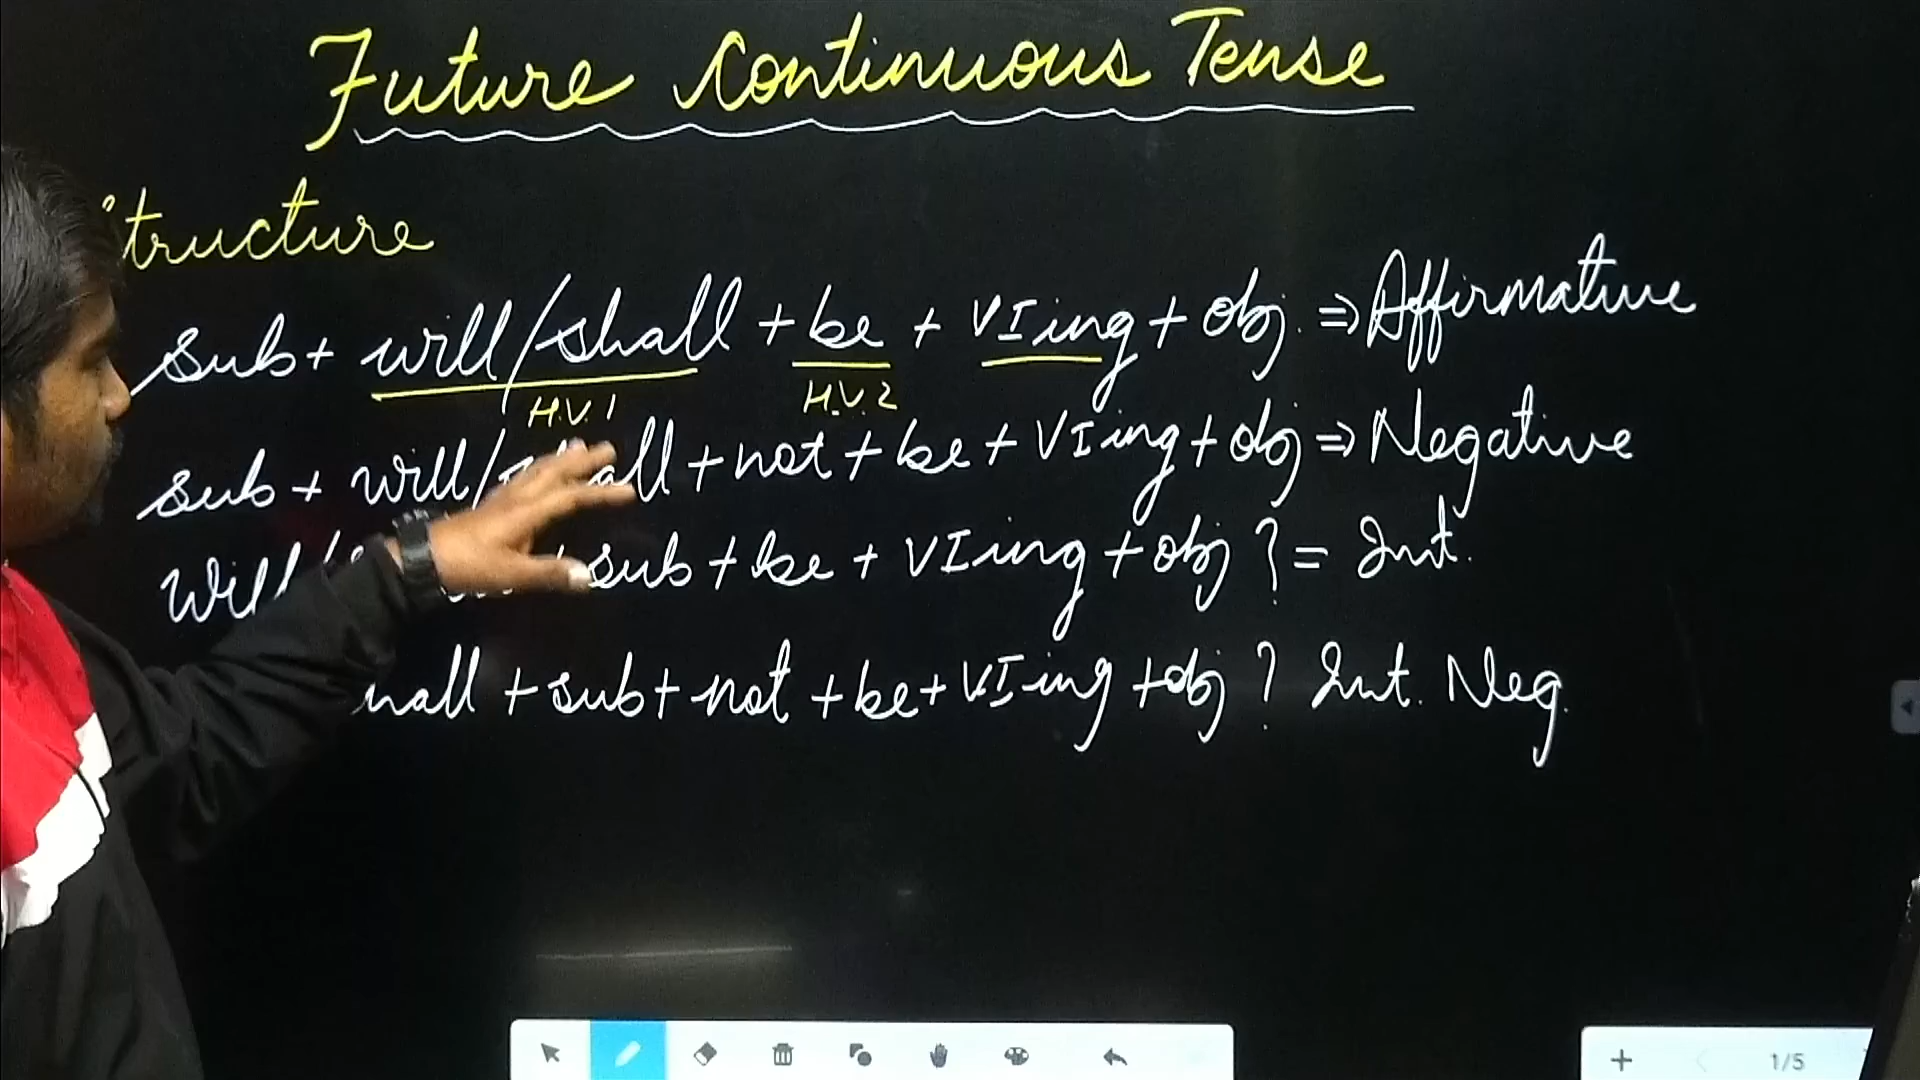 Future Continuous Tense
tructure
sub + will/shall + be + VIing + obj. ⇒ Affirmative
H.V.1 H.V.2
sub + will/shall + not + be + VIing + obj ⇒ Negative
Will/ + sub + be + VIing + obj ? = Int.
hall + sub + not + be + VIing + obj ? Int. Neg.
1/5